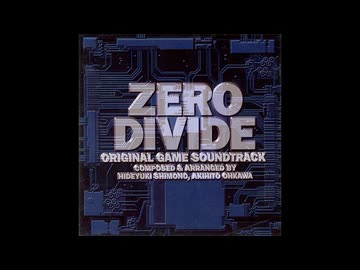 ZERO
DIVIDE
ORIGINAL GAME SOUNDTRACK
COMPOSED & ARRANGED BY
HIDEYUKI SHIMONO, AKIHITO OHKAWA